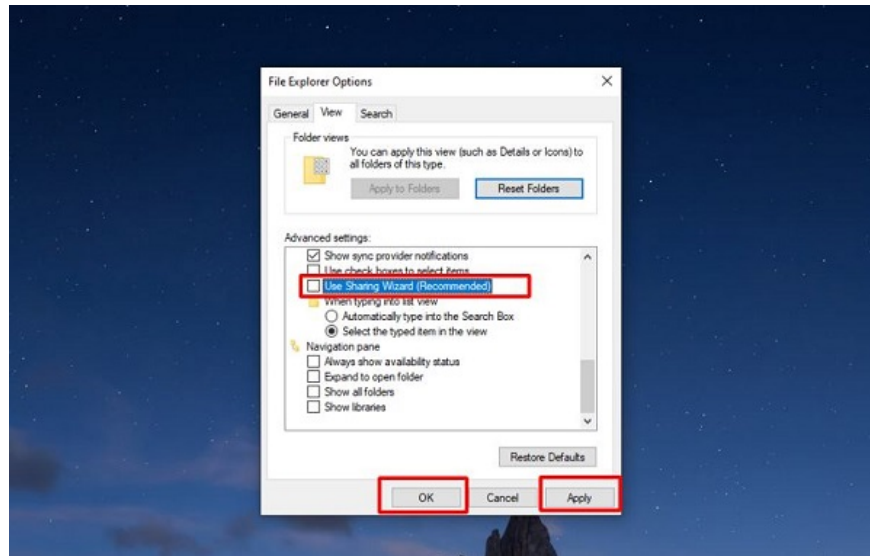 File Explorer Options
General View Search
Folder views
You can apply this view (such as Details or Icons) to
all folders of this type.
Apply to Folders Reset Folders
Advanced settings:
Show sync provider notifications
Use check boxes to select items
Use Sharing Wizard (Recommended)
When typing into list view
Automatically type into the Search Box
Select the typed item in the view
Navigation pane
Always show availability status
Expand to open folder
Show all folders
Show libraries
Restore Defaults
OK Cancel Apply